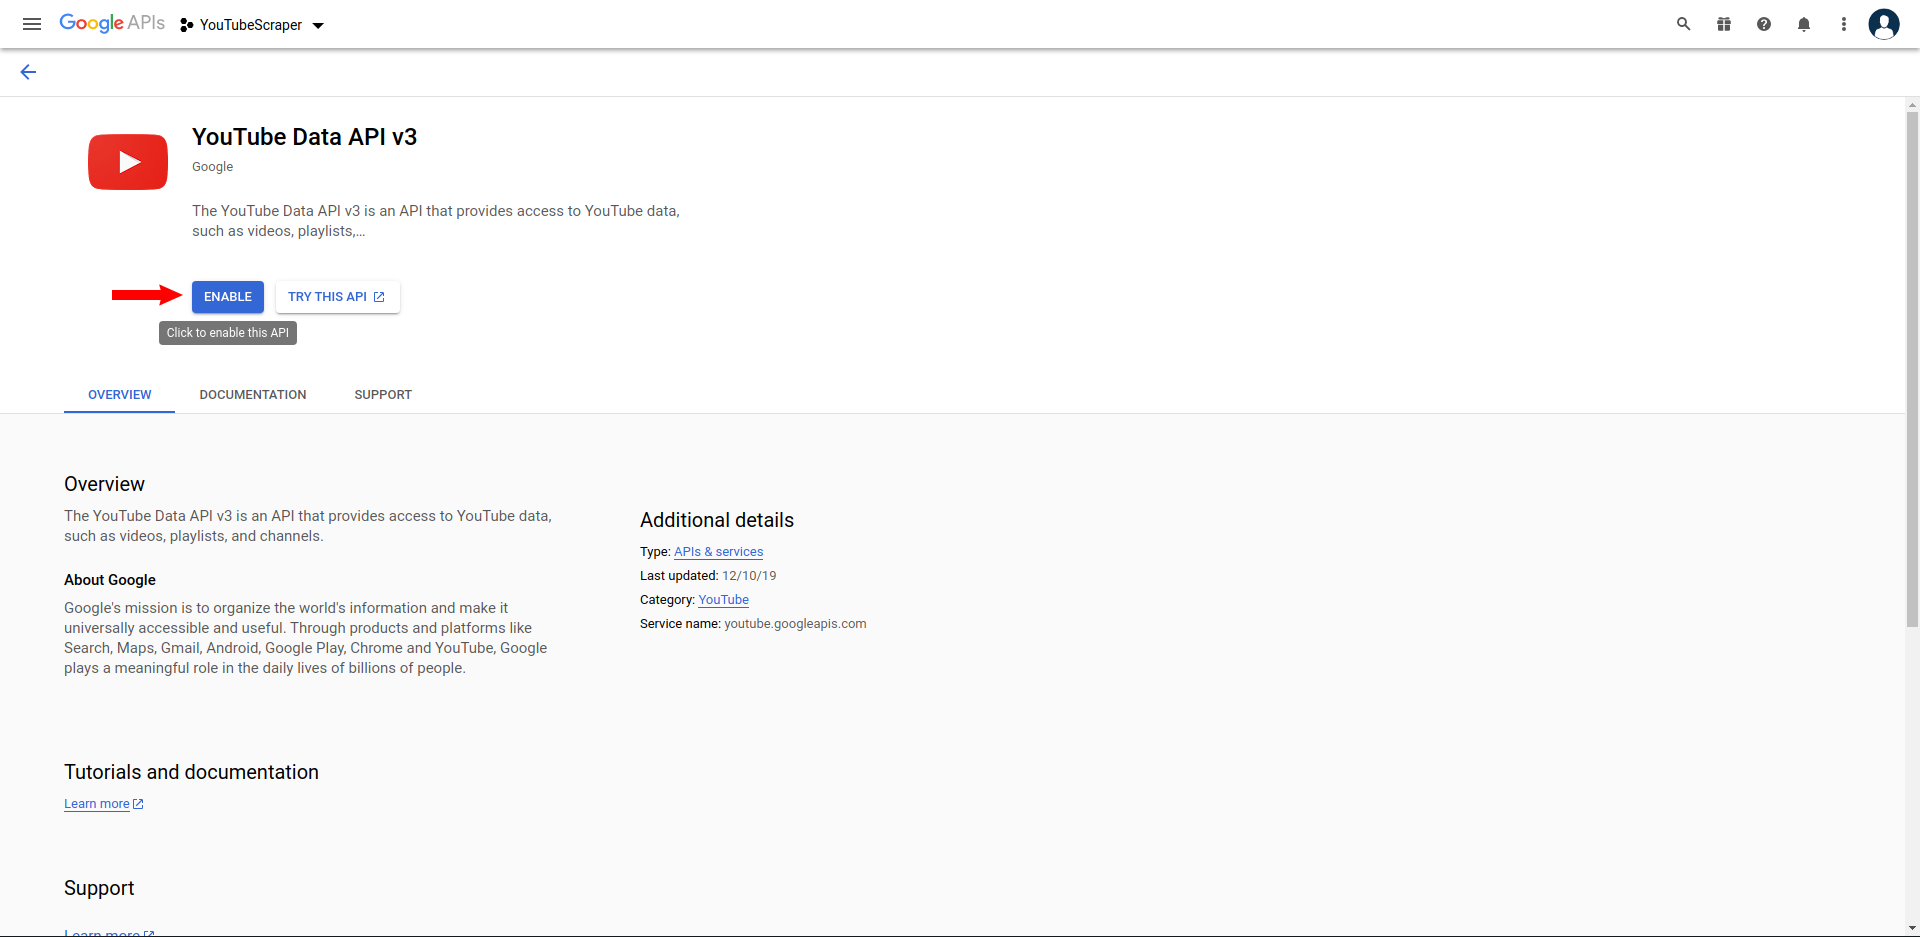 Google APIs YouTubeScraper
YouTube Data API v3
Google
The YouTube Data API v3 is an API that provides access to YouTube data,
such as videos, playlists,...
ENABLE TRY THIS API
Click to enable this API
OVERVIEW DOCUMENTATION SUPPORT
Overview
The YouTube Data API v3 is an API that provides access to YouTube data,
such as videos, playlists, and channels.
About Google
Google's mission is to organize the world's information and make it
universally accessible and useful. Through products and platforms like
Search, Maps, Gmail, Android, Google Play, Chrome and YouTube, Google
plays a meaningful role in the daily lives of billions of people.
Additional details
Type: APIs & services
Last updated: 12/10/19
Category: YouTube
Service name: youtube.googleapis.com
Tutorials and documentation
Learn more
Support
Learn more